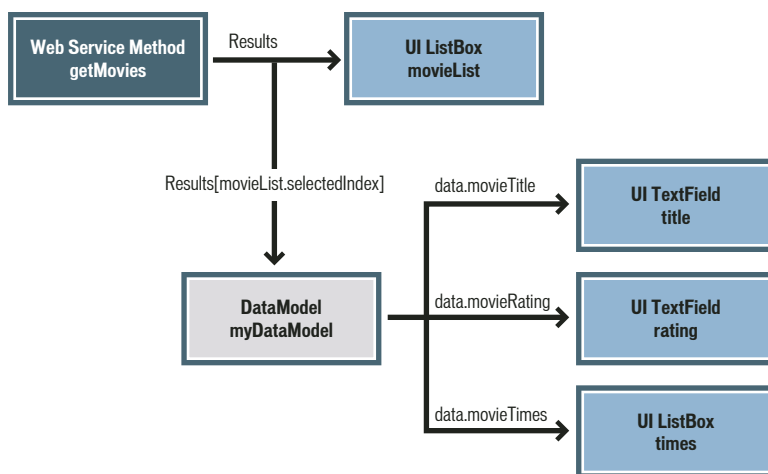 Web Service Method
getMovies
Results
UI ListBox
movieList
Results[movieList.selectedIndex]
data.movieTitle
UI TextField
title
DataModel
myDataModel
data.movieRating
UI TextField
rating
data.movieTimes
UI ListBox
times